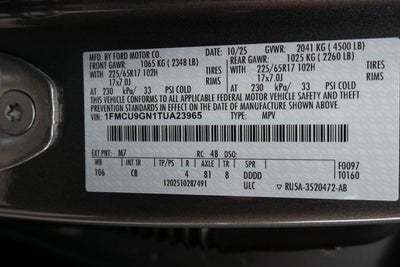 MFD. BY FORD MOTOR CO. 10/25 GVWR: 2041 KG ( 4500 LB)
FRONT GAWR: 1065 KG ( 2348 LB) REAR GAWR: 1025 KG ( 2260 LB)
WITH 225/65R17 102H TIRES WITH 225/65R17 102H TIRES
17x7.0J RIMS 17x7.0J RIMS
AT 230 kPa/ 33 PSI COLD AT 230 kPa/ 33 PSI COLD
THIS VEHICLE CONFORMS TO ALL APPLICABLE FEDERAL MOTOR VEHICLE SAFETY, BUMPER, AND THEFT
PREVENTION STANDARDS IN EFFECT ON THE DATE OF MANUFACTURE SHOWN ABOVE.
VIN: 1FMCU9GN1TUA23965 TYPE: MPV
EXT PNT: M7 RC: 48 DSO: F0097
WB TP/PS R AXLE TR SPR T0160
106 CB 4 81 8 DDDD
1202510287491 ULC RU5A-3520472-AB